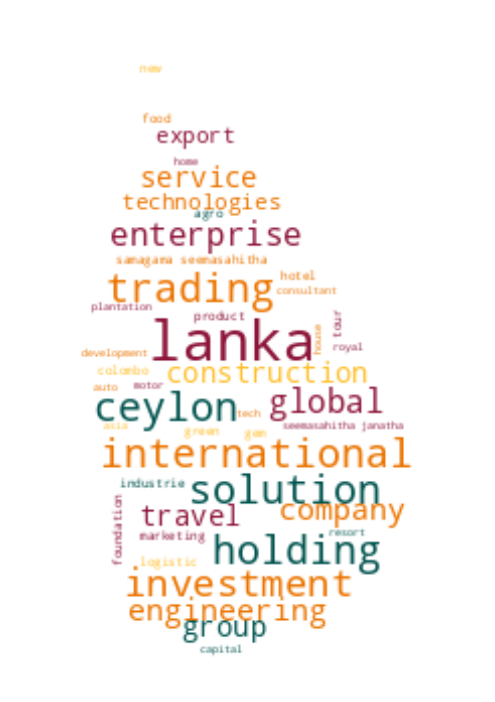 new
food
export
home
service
technologies
agro
enterprise
samagama seemasahitha
hotel
trading
consultant
plantation
product
tour
lanka
house
royal
development
colombo
construction
auto
motor
ceylon
global
tech
asia
seemasahitha janatha
green
gem
international
industrie
solution
foundation
travel
company
marketing
resort
holding
logistic
investment
engineering
group
capital